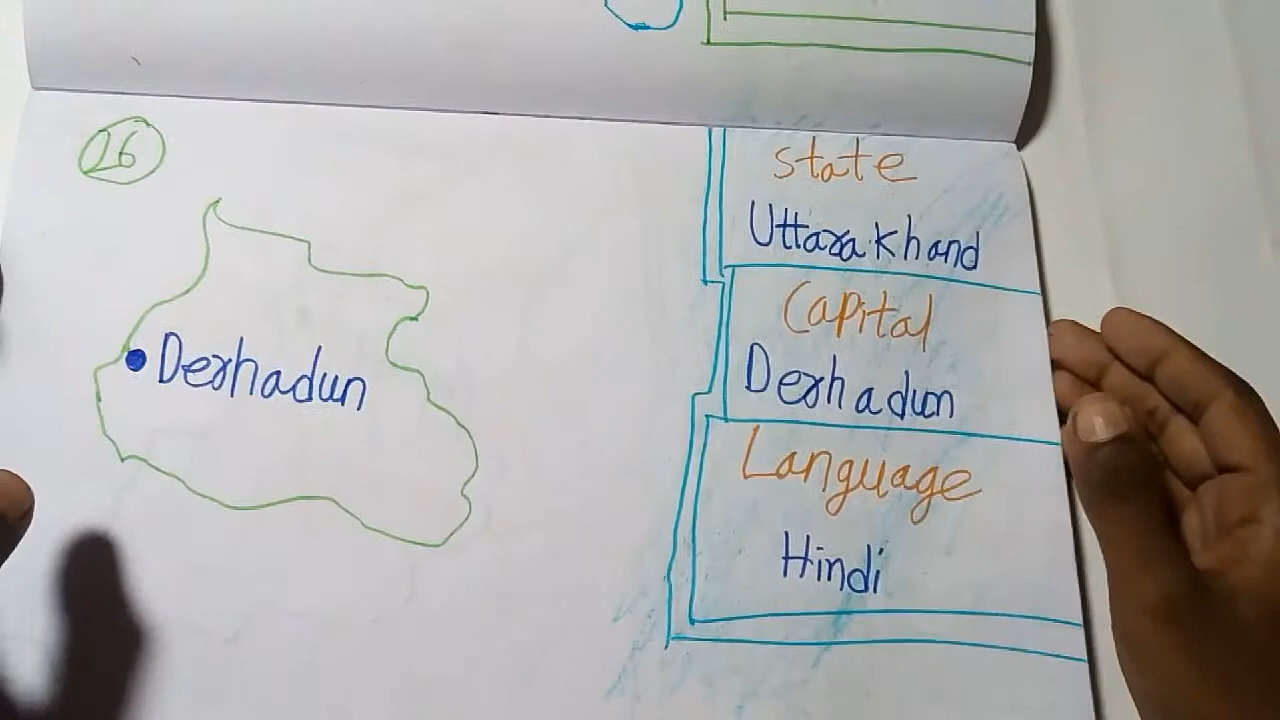 26
state
Uttarakhand
Derhadun
Capital
Derhadun
Language
Hindi